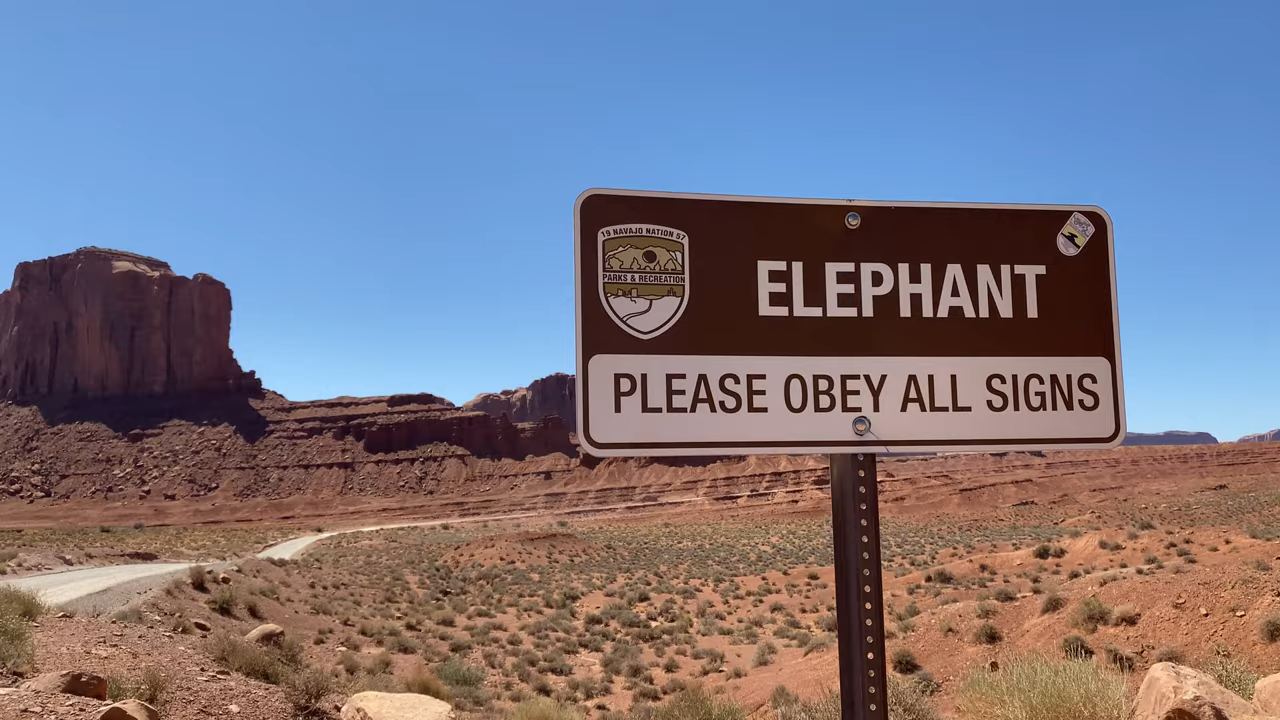 19 NAVAJO NATION 57
PARKS & RECREATION
ELEPHANT
PLEASE OBEY ALL SIGNS